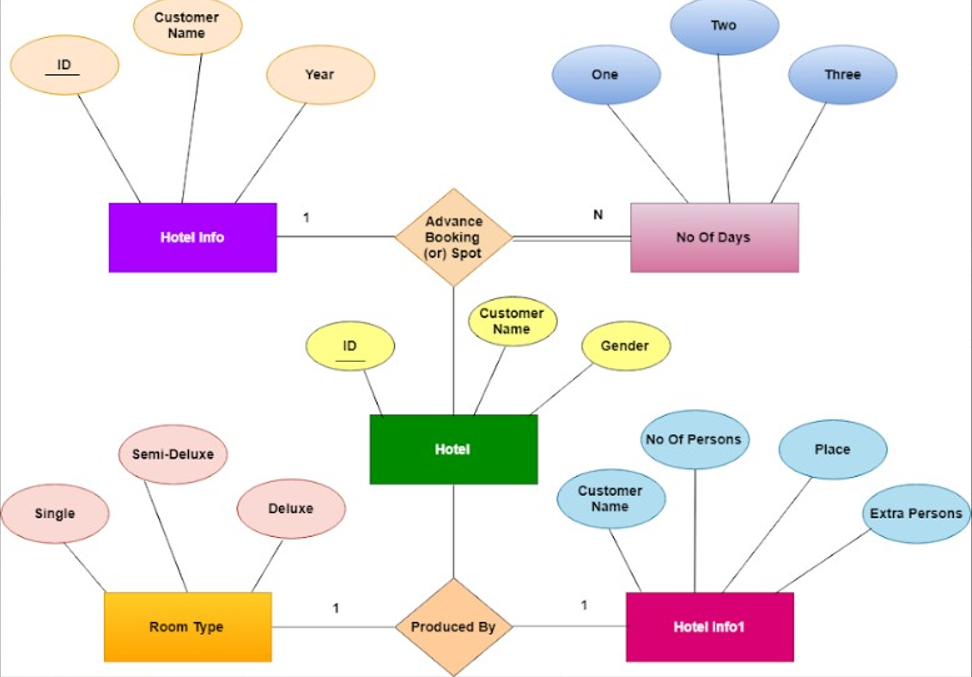 Customer
Name
ID
Year
Two
One
Three
1
N
Hotel Info
Advance
Booking
(or) Spot
No Of Days
Customer
Name
ID
Gender
Hotel
No Of Persons
Place
Semi-Deluxe
Customer
Name
Single
Deluxe
Extra Persons
1
1
Room Type
Produced By
Hotel Info1